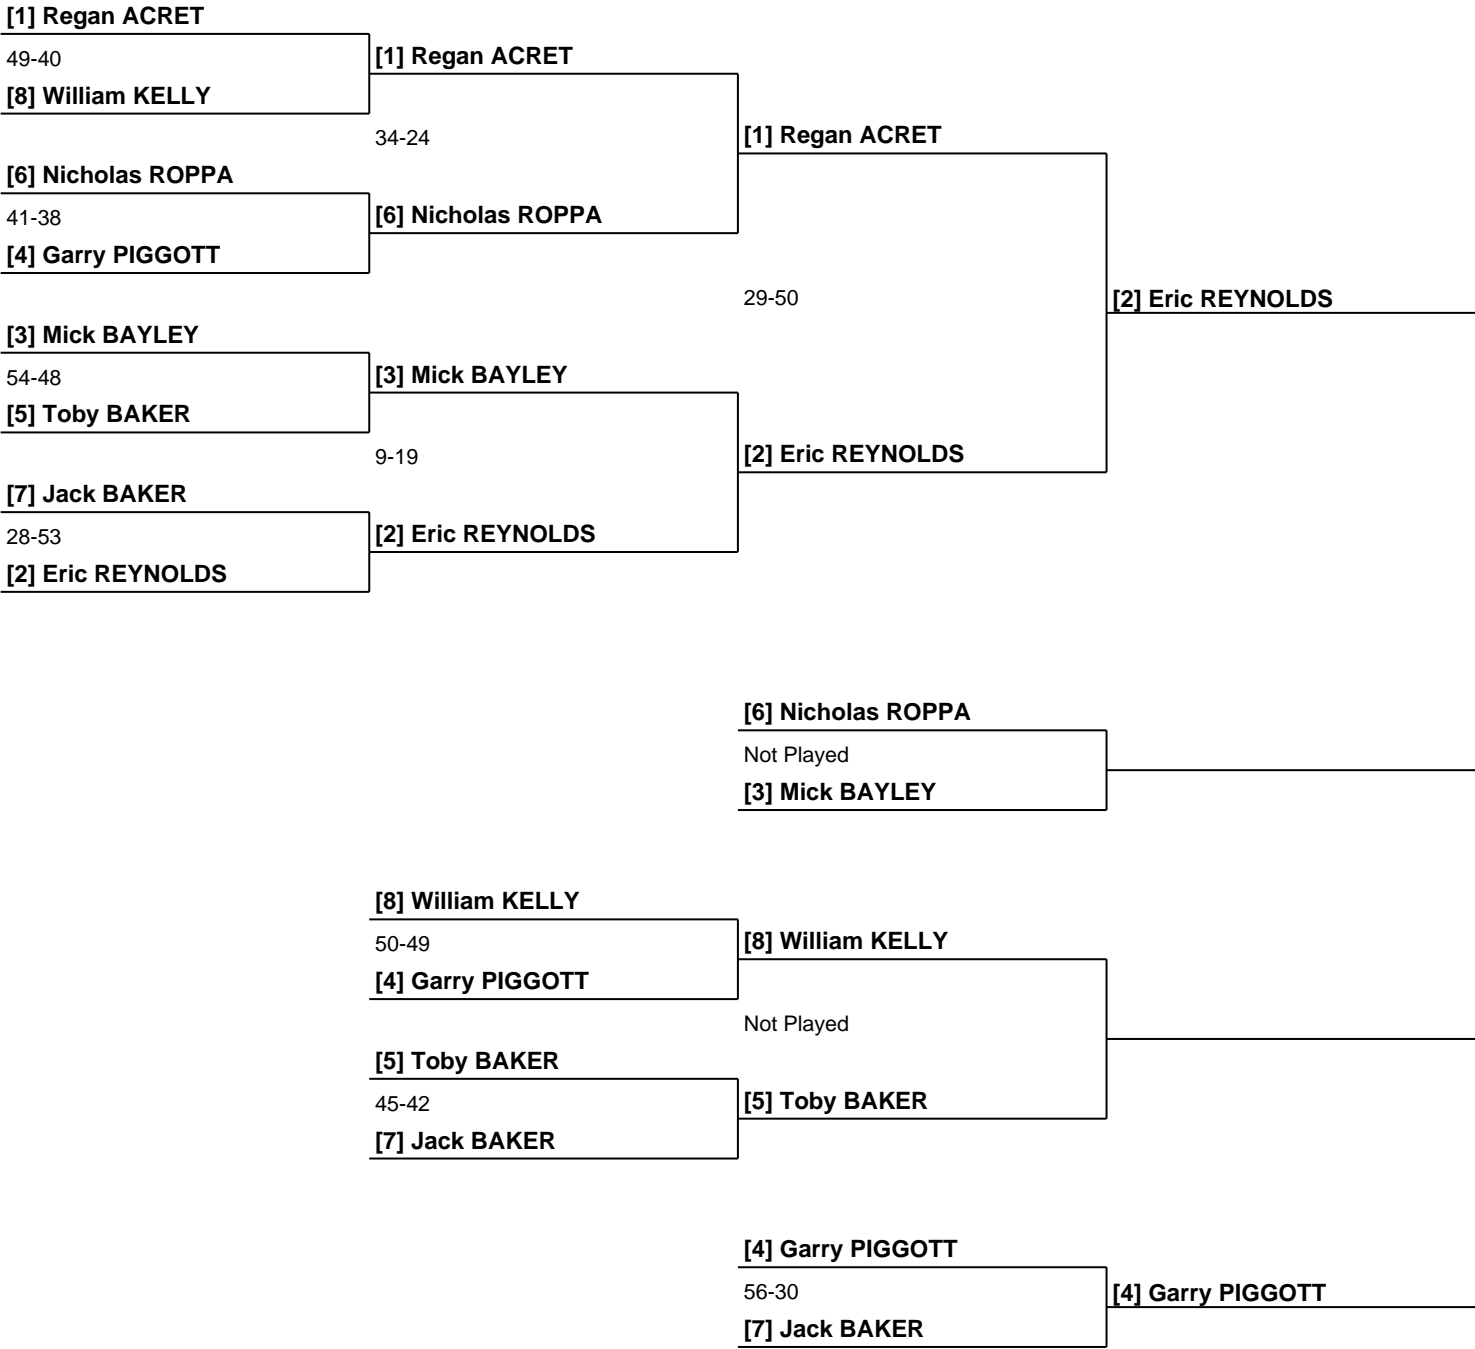 [1] Regan ACRET
49-40
[8] William KELLY
[1] Regan ACRET
34-24
[6] Nicholas ROPPA
41-38
[4] Garry PIGGOTT
[6] Nicholas ROPPA
[1] Regan ACRET
29-50
[2] Eric REYNOLDS
[3] Mick BAYLEY
54-48
[5] Toby BAKER
[3] Mick BAYLEY
9-19
[2] Eric REYNOLDS
[7] Jack BAKER
28-53
[2] Eric REYNOLDS
[2] Eric REYNOLDS
[6] Nicholas ROPPA
Not Played
[3] Mick BAYLEY
[8] William KELLY
50-49
[4] Garry PIGGOTT
[8] William KELLY
Not Played
[5] Toby BAKER
45-42
[7] Jack BAKER
[5] Toby BAKER
[4] Garry PIGGOTT
56-30
[7] Jack BAKER
[4] Garry PIGGOTT